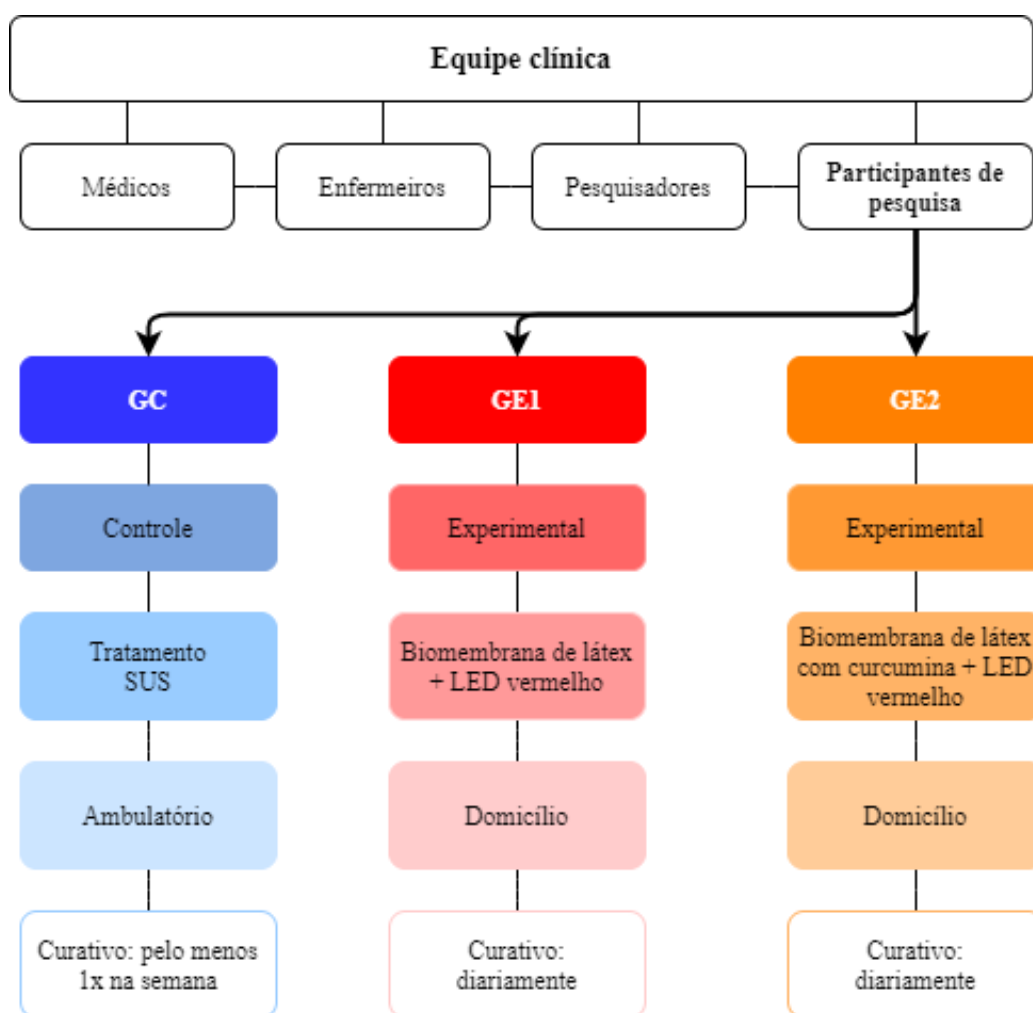 Equipe clínica
Médicos
Enfermeiros
Pesquisadores
Participantes de
pesquisa
GC
GE1
GE2
Controle
Experimental
Experimental
Tratamento
SUS
Biomembrana de látex
+ LED vermelho
Biomembrana de látex
com curcumina + LED
vermelho
Ambulatório
Domicílio
Domicílio
Curativo: pelo menos
1x na semana
Curativo:
diariamente
Curativo:
diariamente